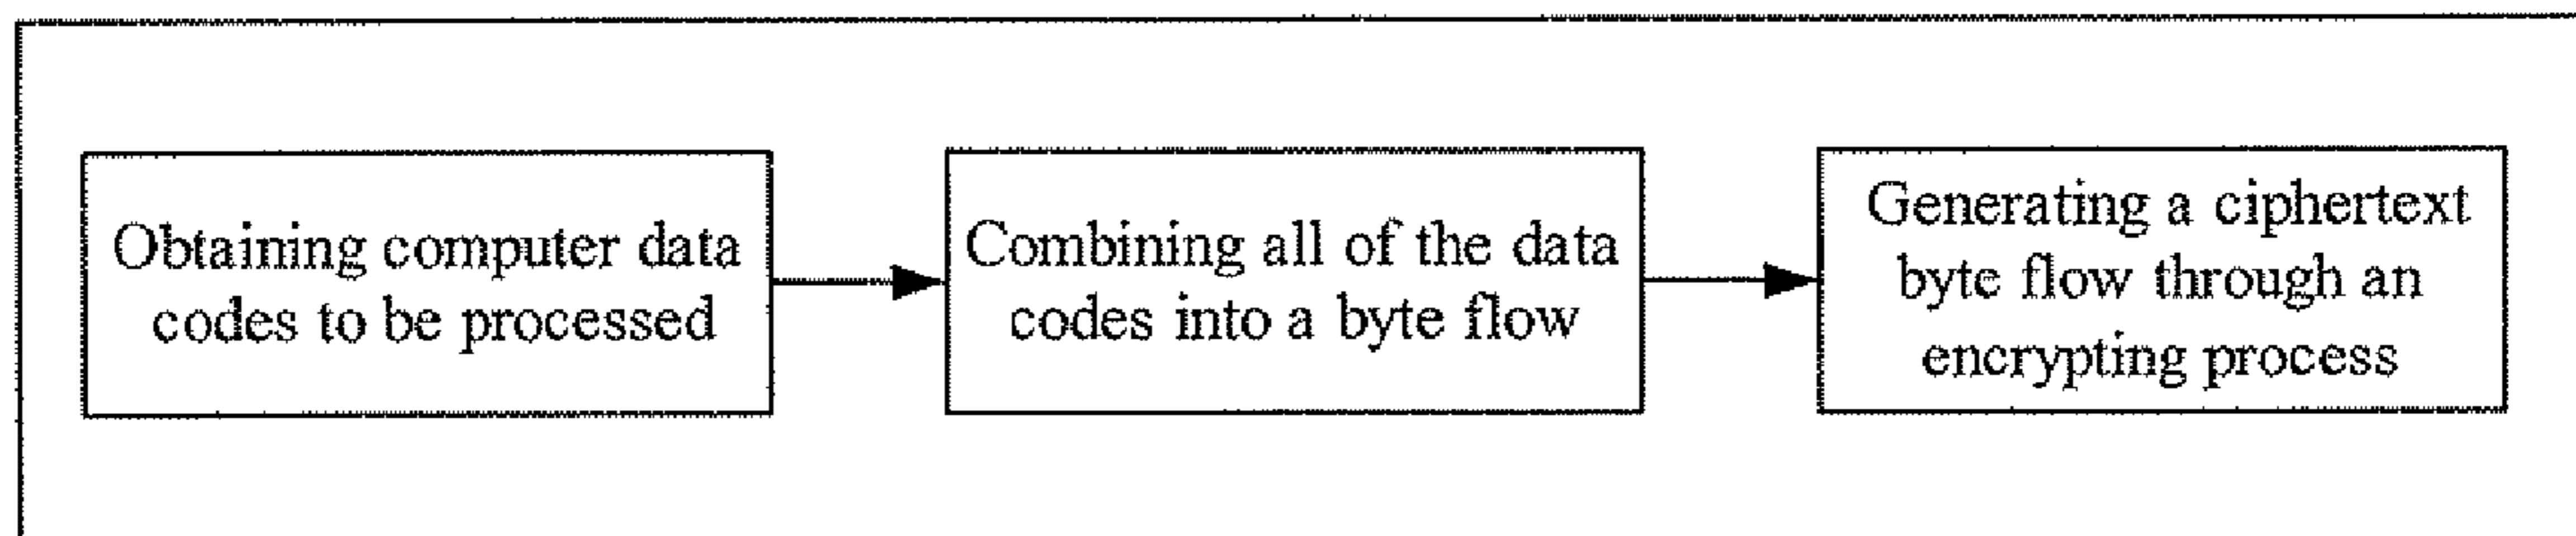 Obtaining computer data
codes to be processed
Combining all of the data
codes into a byte flow
Generating a ciphertext
byte flow through an
encrypting process